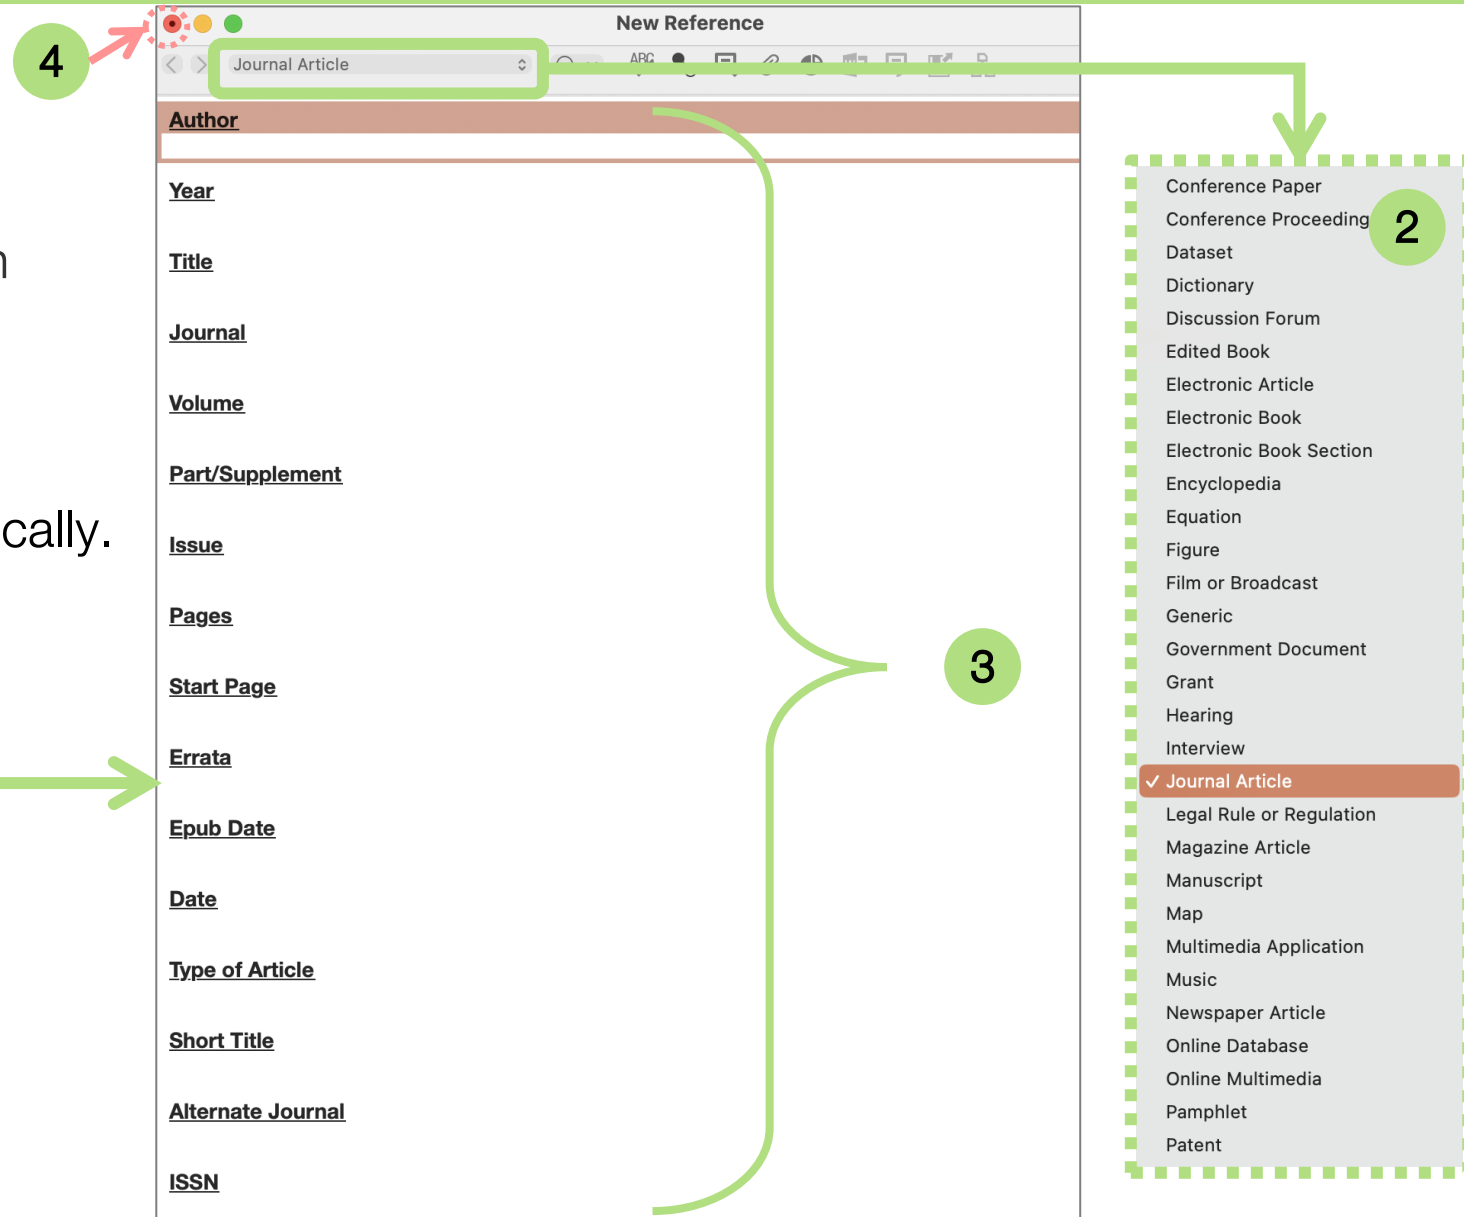 4
New Reference
Journal Article
ABC
Author
Year
n
Title
Journal
Volume
Part/Supplement
cally.
Issue
Pages
Start Page
3
Errata
Epub Date
Date
Type of Article
Short Title
Alternate Journal
ISSN
2
Conference Paper
Conference Proceeding
Dataset
Dictionary
Discussion Forum
Edited Book
Electronic Article
Electronic Book
Electronic Book Section
Encyclopedia
Equation
Figure
Film or Broadcast
Generic
Government Document
Grant
Hearing
Interview
✓ Journal Article
Legal Rule or Regulation
Magazine Article
Manuscript
Map
Multimedia Application
Music
Newspaper Article
Online Database
Online Multimedia
Pamphlet
Patent